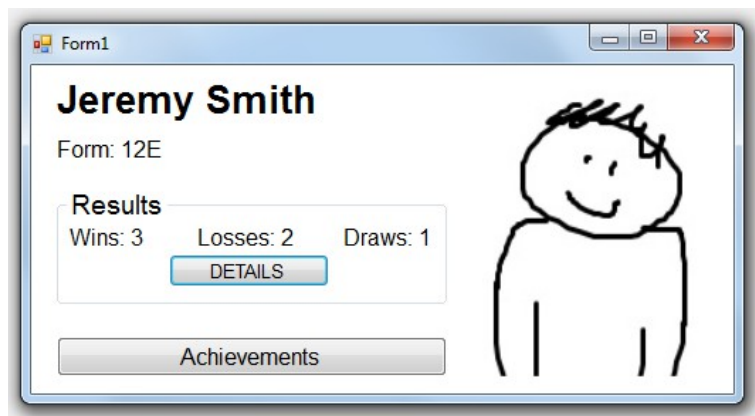 Form1
Jeremy Smith
Form: 12E
Results
Wins: 3 Losses: 2 Draws: 1
DETAILS
Achievements